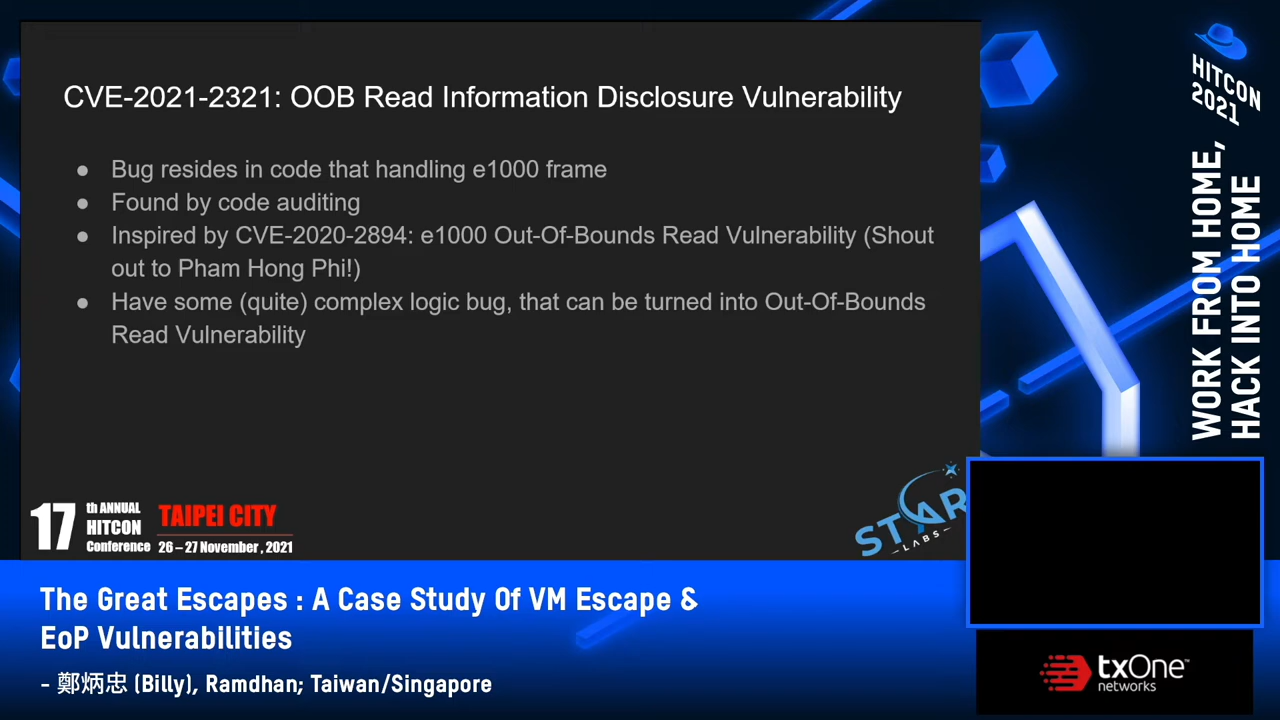 CVE-2021-2321: OOB Read Information Disclosure Vulnerability
● Bug resides in code that handling e1000 frame
● Found by code auditing
● Inspired by CVE-2020-2894: e1000 Out-Of-Bounds Read Vulnerability (Shout
out to Pham Hong Phi!)
● Have some (quite) complex logic bug, that can be turned into Out-Of-Bounds
Read Vulnerability
17
th ANNUAL
HITCON
Conference
TAIPEI CITY
26 – 27 November , 2021
STAR
LABS
HITCON
2021
WORK FROM HOME,
HACK INTO HOME
The Great Escapes : A Case Study Of VM Escape &
EoP Vulnerabilities
- 鄭炳忠 (Billy), Ramdhan; Taiwan/Singapore
txOne™
networks